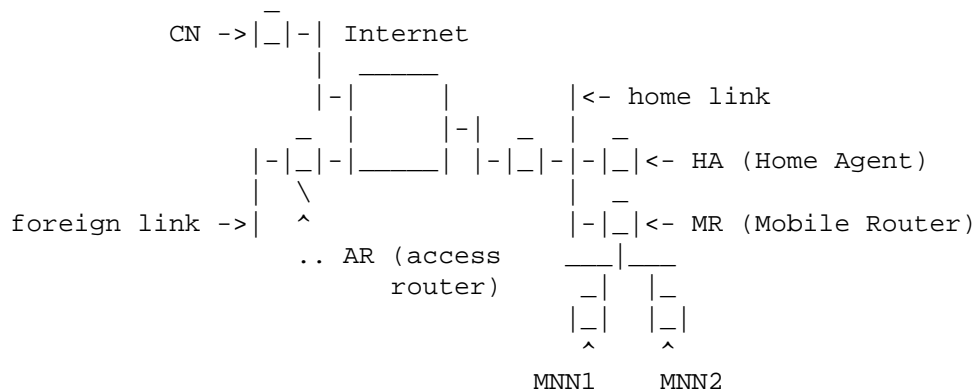 CN -> Internet
<- home link
<- HA (Home Agent)
foreign link -> <- MR (Mobile Router)
.. AR (access
router)
MNN1 MNN2